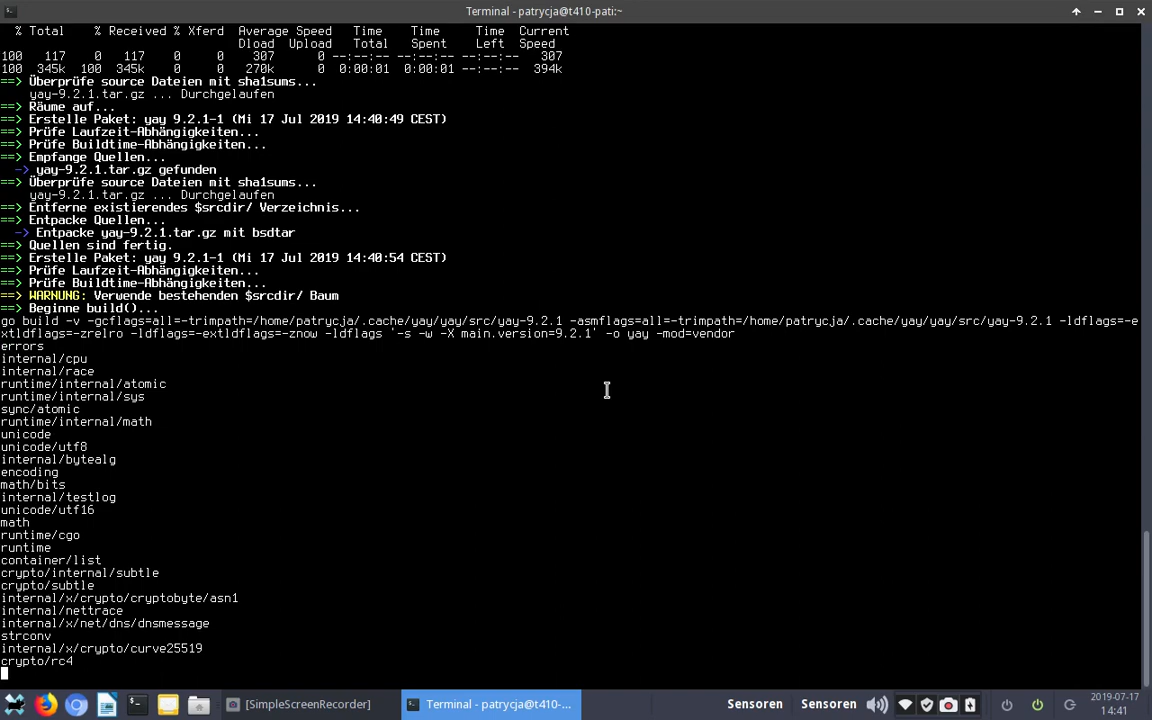 Terminal - patrycja@t410-pati:~
% Total    % Received % Xferd  Average Speed   Time    Time     Time  Current
Dload  Upload   Total   Spent    Left  Speed
100   117    0   117    0     0    307      0 --:--:-- --:--:-- --:--:--   307
100  345k  100  345k    0     0   270k      0  0:00:01  0:00:01 --:--:--  394k
==> Überprüfe source Dateien mit sha1sums...
yay-9.2.1.tar.gz ... Durchgelaufen
==> Räume auf...
==> Erstelle Paket: yay 9.2.1-1 (Mi 17 Jul 2019 14:40:49 CEST)
==> Prüfe Laufzeit-Abhängigkeiten...
==> Prüfe Buildtime-Abhängigkeiten...
==> Empfange Quellen...
-> yay-9.2.1.tar.gz gefunden
==> Überprüfe source Dateien mit sha1sums...
yay-9.2.1.tar.gz ... Durchgelaufen
==> Entferne existierendes $srcdir/ Verzeichnis...
==> Entpacke Quellen...
-> Entpacke yay-9.2.1.tar.gz mit bsdtar
==> Quellen sind fertig.
==> Erstelle Paket: yay 9.2.1-1 (Mi 17 Jul 2019 14:40:54 CEST)
==> Prüfe Laufzeit-Abhängigkeiten...
==> Prüfe Buildtime-Abhängigkeiten...
==> WARNUNG: Verwende bestehenden $srcdir/ Baum
==> Beginne build()...
go build -v -gcflags=all=-trimpath=/home/patrycja/.cache/yay/yay/src/yay-9.2.1 -asmflags=all=-trimpath=/home/patrycja/.cache/yay/yay/src/yay-9.2.1 -ldflags=-e
xtldflags=-zrelro -ldflags=-extldflags=-znow -ldflags '-s -w -X main.version=9.2.1' -o yay -mod=vendor
errors
internal/cpu
internal/race
runtime/internal/atomic
runtime/internal/sys
sync/atomic
runtime/internal/math
unicode
unicode/utf8
internal/bytealg
encoding
math/bits
internal/testlog
unicode/utf16
math
runtime/cgo
runtime
container/list
crypto/internal/subtle
crypto/subtle
internal/x/crypto/cryptobyte/asn1
internal/nettrace
internal/x/net/dns/dnsmessage
strconv
internal/x/crypto/curve25519
crypto/rc4
[SimpleScreenRecorder]
Terminal - patrycja@t410-...
Sensoren
Sensoren
2019-07-17
14:41